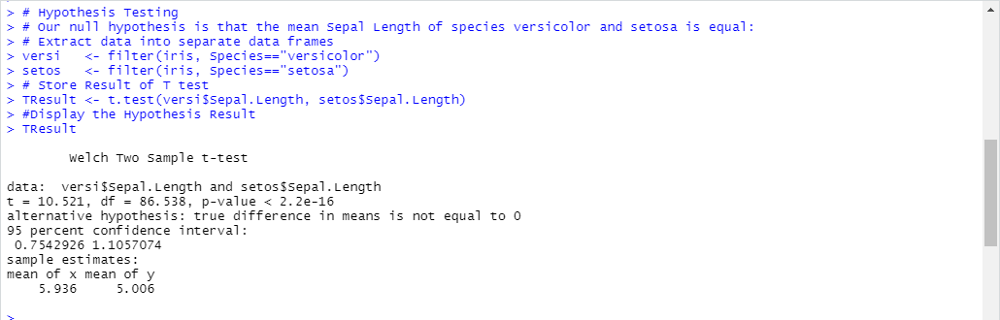 > # Hypothesis Testing
> # Our null hypothesis is that the mean Sepal Length of species versicolor and setosa is equal:
> # Extract data into separate data frames
> versi   <- filter(iris, Species=="versicolor")
> setos   <- filter(iris, Species=="setosa")
> # Store Result of T test
> TResult <- t.test(versi$Sepal.Length, setos$Sepal.Length)
> #Display the Hypothesis Result
> TResult
        Welch Two Sample t-test
data:  versi$Sepal.Length and setos$Sepal.Length
t = 10.521, df = 86.538, p-value < 2.2e-16
alternative hypothesis: true difference in means is not equal to 0
95 percent confidence interval:
 0.7542926 1.1057074
sample estimates:
mean of x mean of y
    5.936     5.006
>